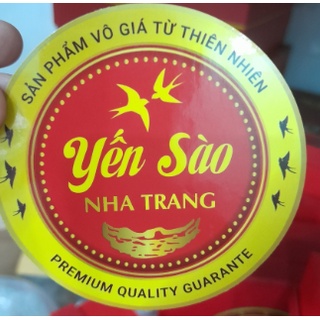 SẢN PHẨM VÔ GIÁ TỪ THIÊN NHIÊN
Yến Sào
NHA TRANG
PREMIUM QUALITY GUARANTE